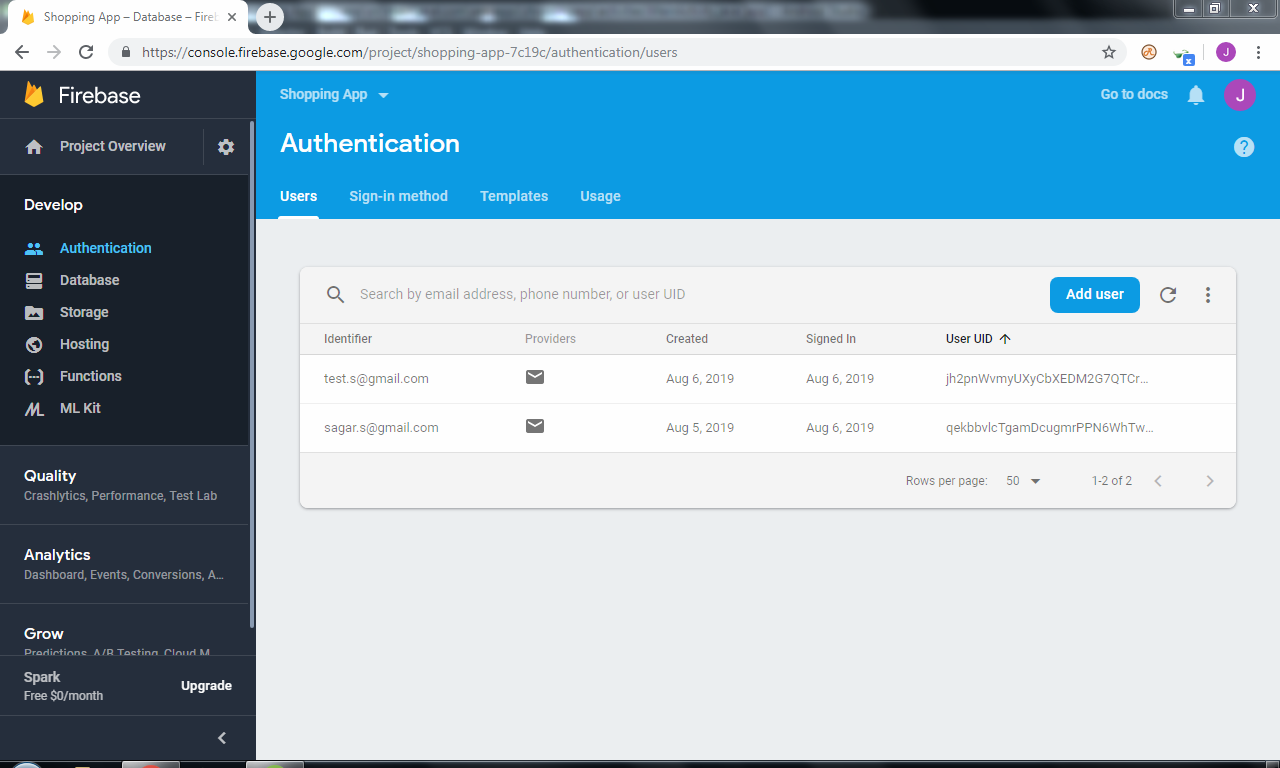 Shopping App – Database – Fireb
https://console.firebase.google.com/project/shopping-app-7c19c/authentication/users
J
Firebase
Shopping App
Go to docs
J
Project Overview
Authentication
?
Users Sign-in method Templates Usage
Develop
Authentication
Database
Storage
Hosting
Functions
ML Kit
Quality
Crashlytics, Performance, Test Lab
Analytics
Dashboard, Events, Conversions, A...
Grow
Predictions, A/B Testing, Cloud M
Spark
Free $0/month
Upgrade
Search by email address, phone number, or user UID
Add user
Identifier Providers Created Signed In User UID
test.s@gmail.com Aug 6, 2019 Aug 6, 2019 jh2pnWvmyUXyCbXEDM2G7QTCr...
sagar.s@gmail.com Aug 5, 2019 Aug 6, 2019 qekbbvlcTgamDcugmrPPN6WhTw...
Rows per page: 50 1-2 of 2